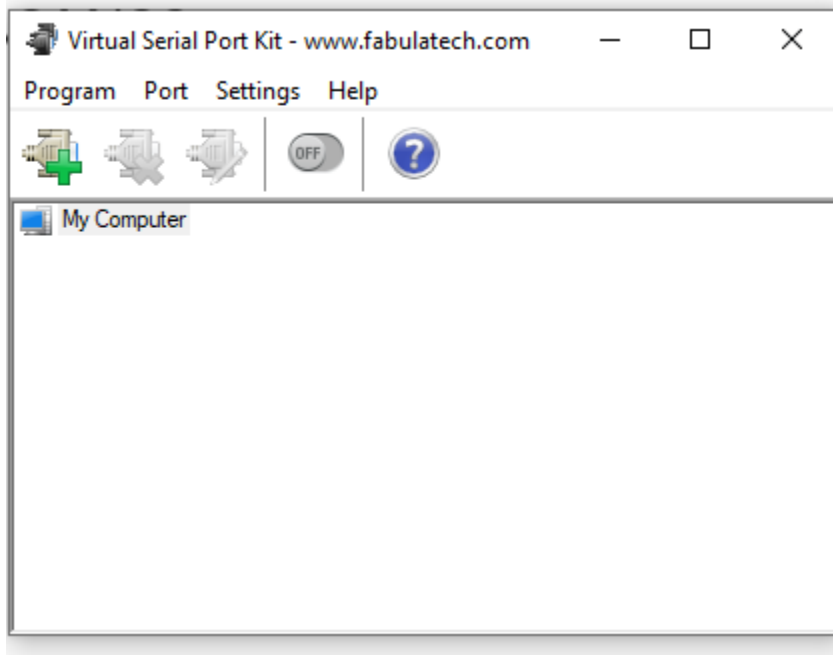 Virtual Serial Port Kit - www.fabulatech.com
Program Port Settings Help
OFF
?
My Computer